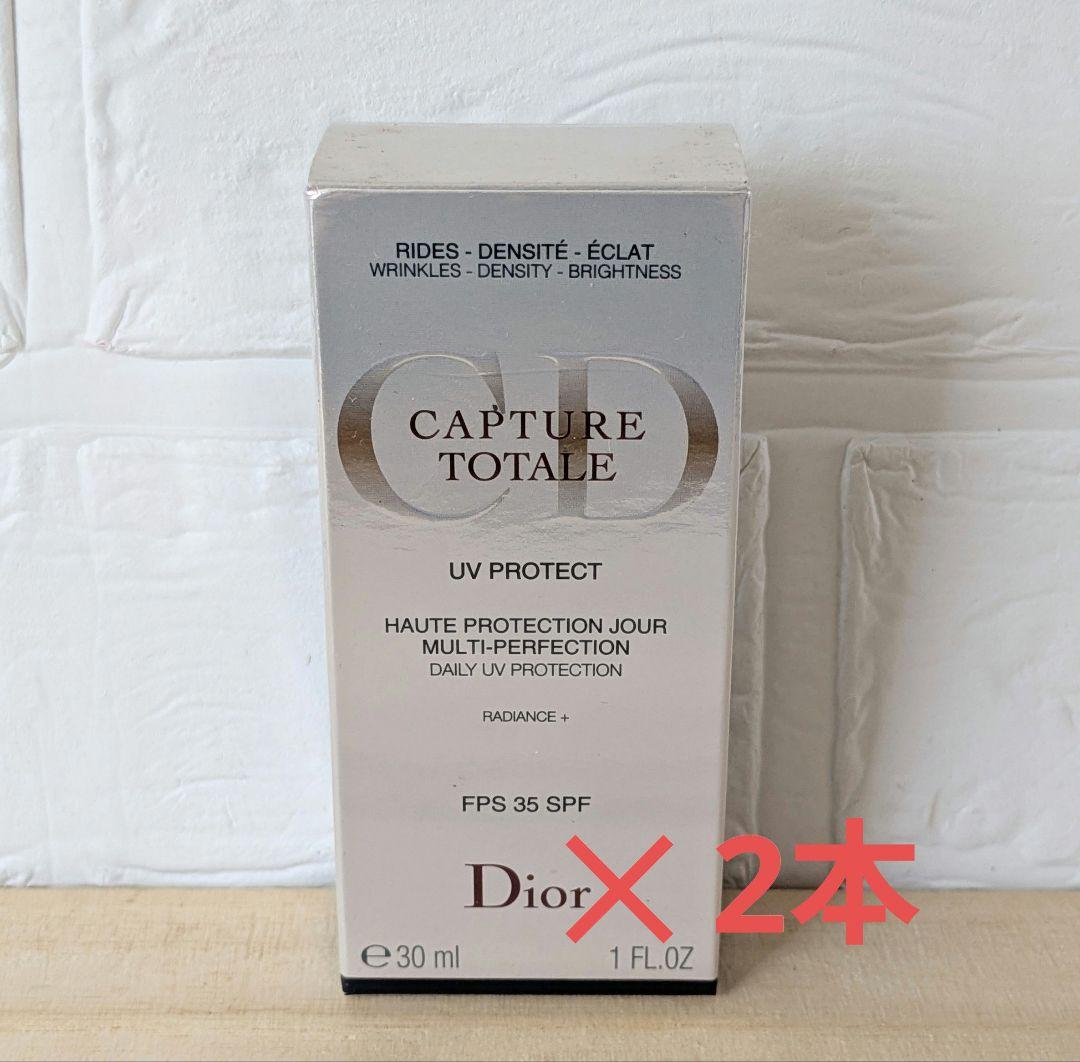 RIDES - DENSITÉ - ÉCLAT
WRINKLES - DENSITY - BRIGHTNESS
CD
CAPTURE
TOTALE
UV PROTECT
HAUTE PROTECTION JOUR
MULTI-PERFECTION
DAILY UV PROTECTION
RADIANCE +
FPS 35 SPF
Dior
×2本
℮30 ml 1 FL.OZ